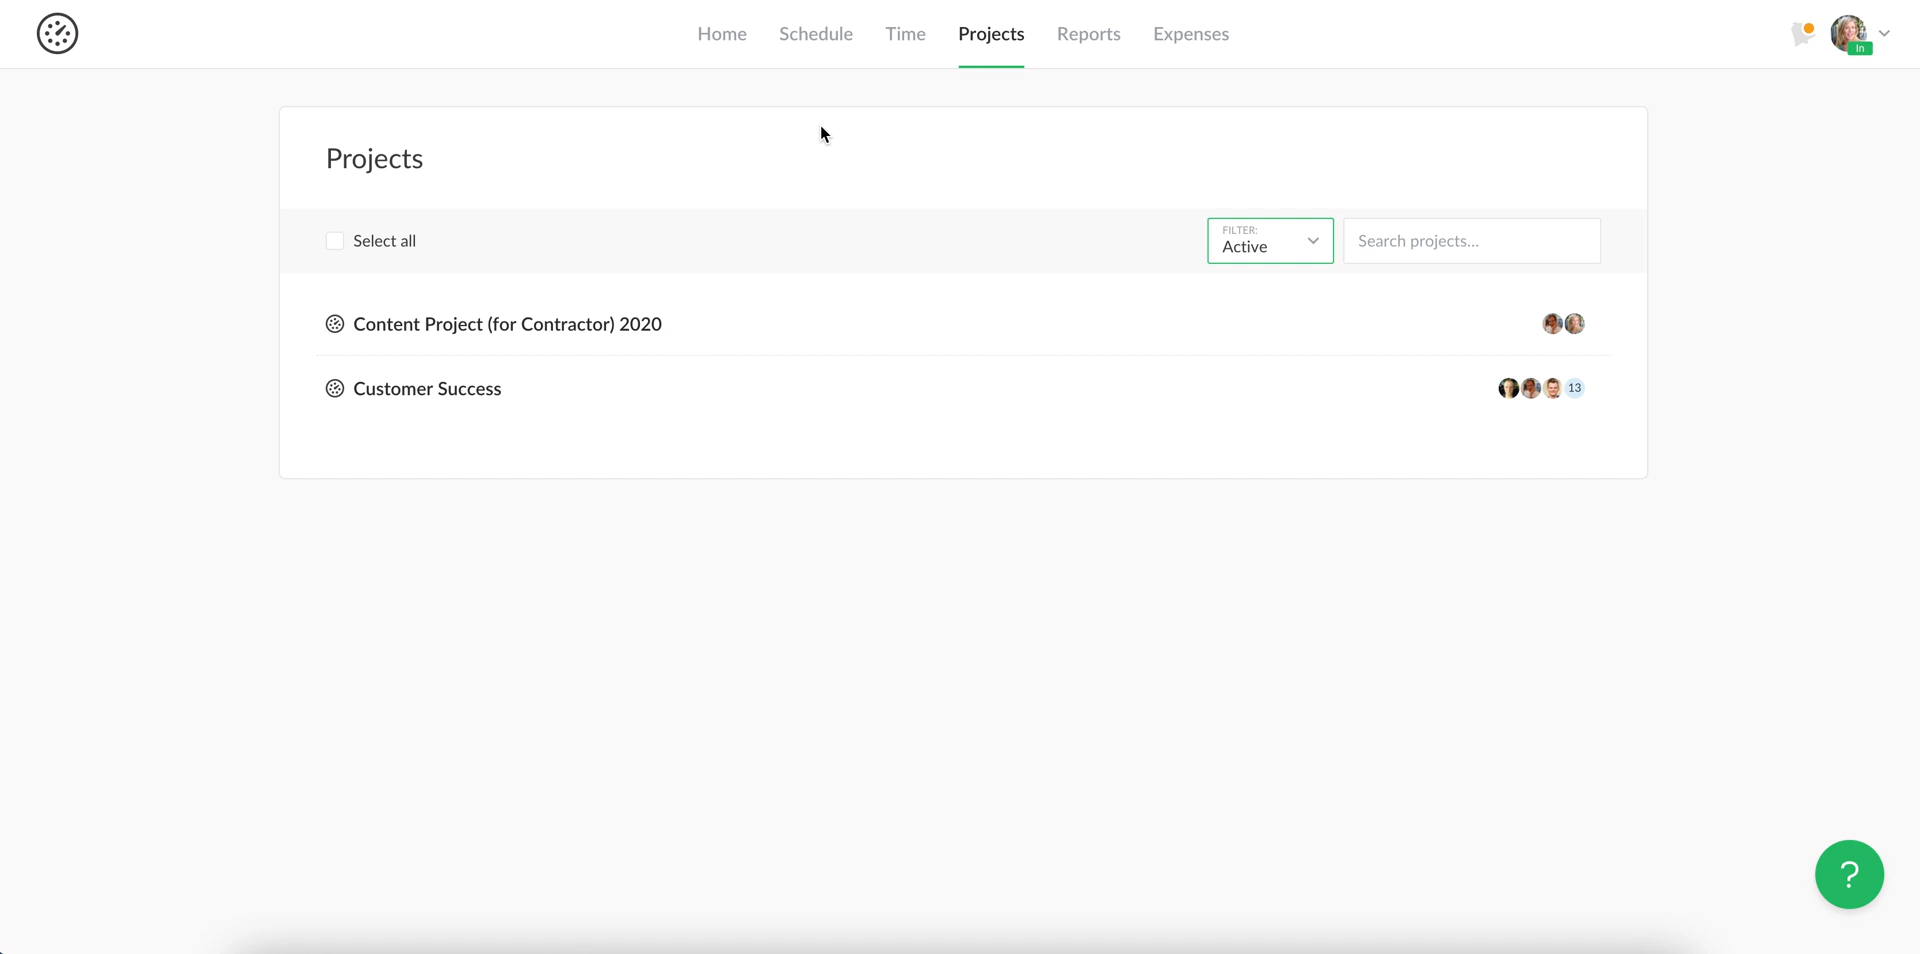 Home Schedule Time Projects Reports Expenses
In
Projects
Select all
FILTER:
Active
Search projects...
Content Project (for Contractor) 2020
Customer Success
13
?